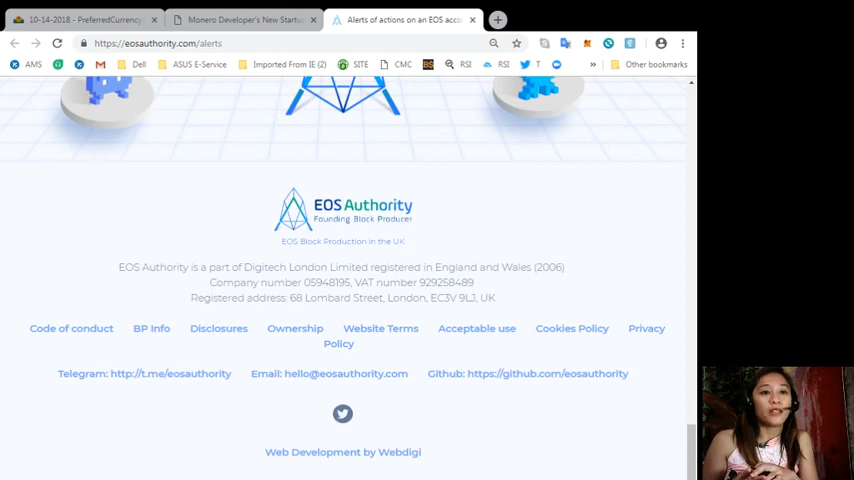 10-14-2018 - PreferredCurrency.
Monero Developer's New Startup
Alerts of actions on an EOS acco
https://eosauthority.com/alerts
AMS
Dell
ASUS E-Service
Imported From IE (2)
SITE
CMC
BS
RSI
RSI
T
»
Other bookmarks
EOS Authority
Founding Block Producer
EOS Block Production in the UK
EOS Authority is a part of Digitech London Limited registered in England and Wales (2006)
Company number 05948195, VAT number 929258489
Registered address: 68 Lombard Street, London, EC3V 9LJ, UK
Code of conduct BP Info Disclosures Ownership Website Terms Acceptable use Cookies Policy Privacy
Policy
Telegram: http://t.me/eosauthority Email: hello@eosauthority.com Github: https://github.com/eosauthority
Web Development by Webdigi